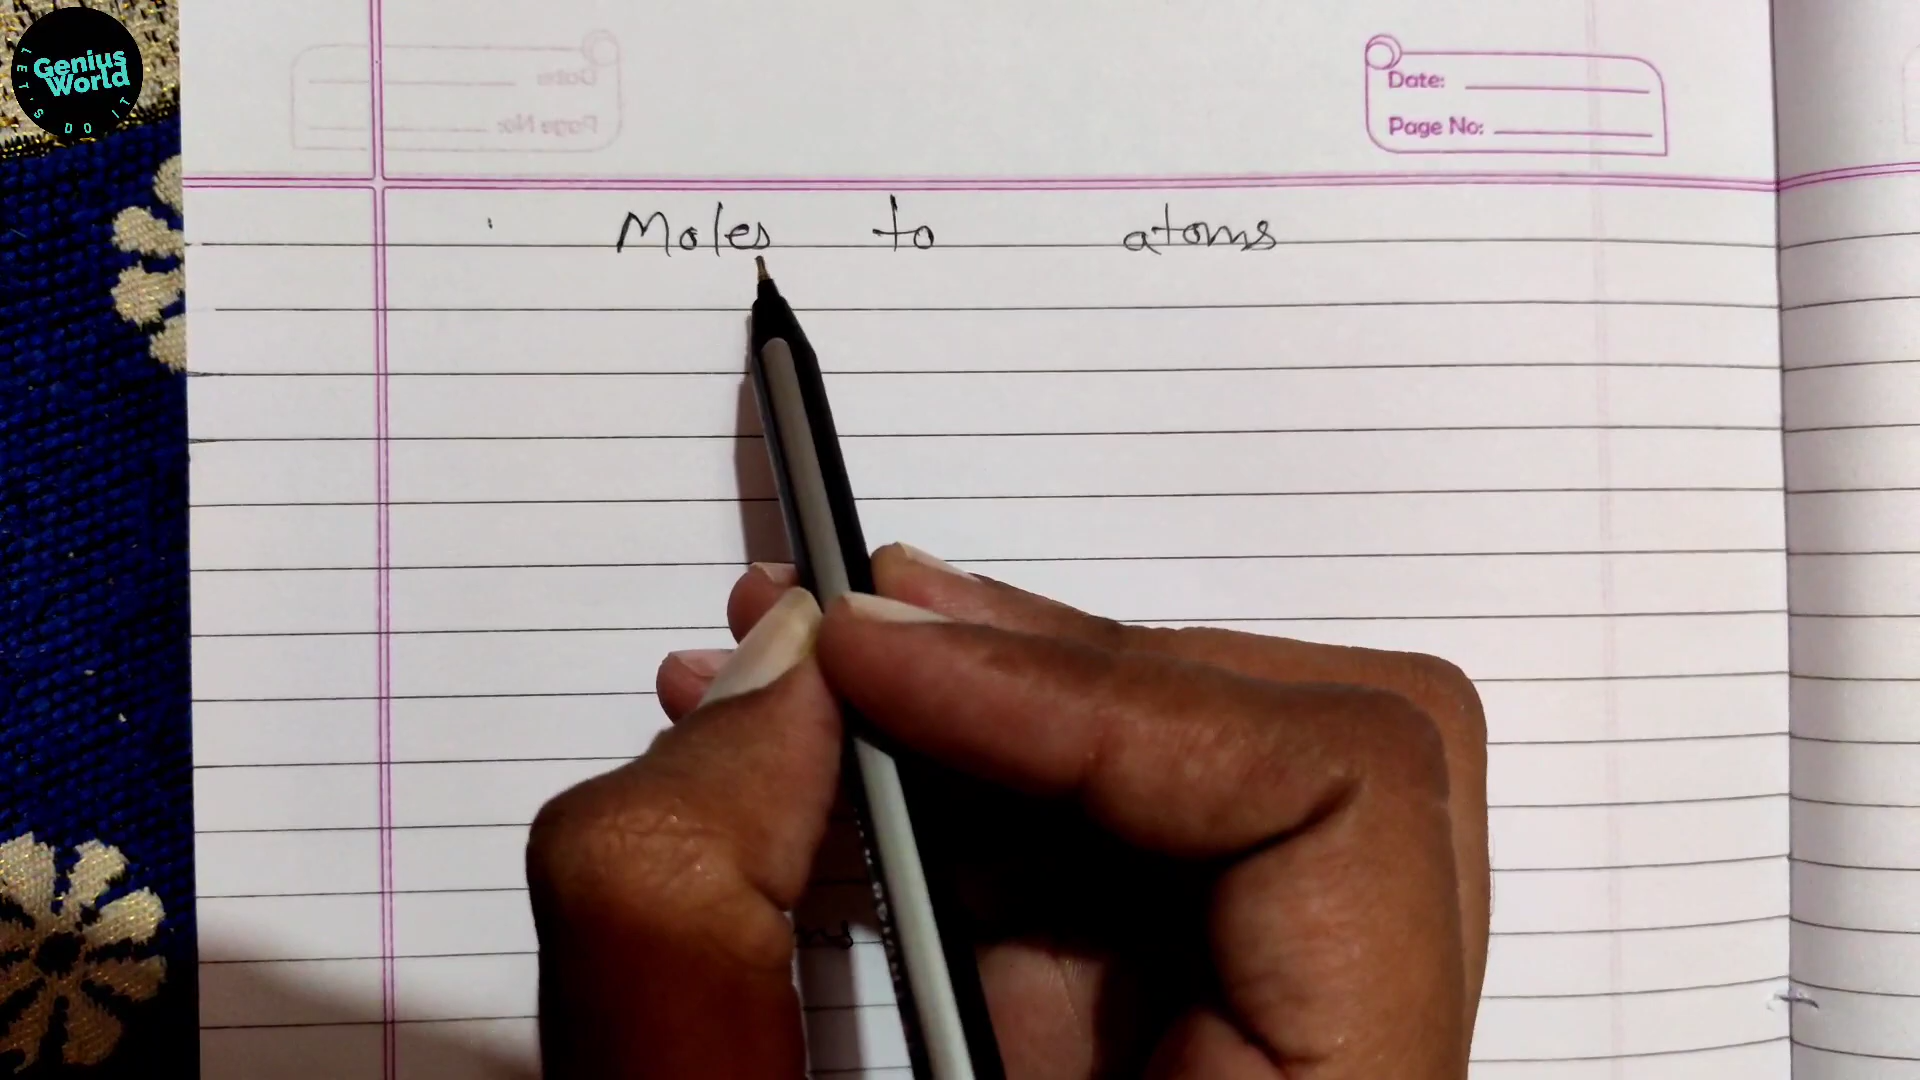 Genius
World
LET'S DO IT
Date:
Page No:
Moles to atoms